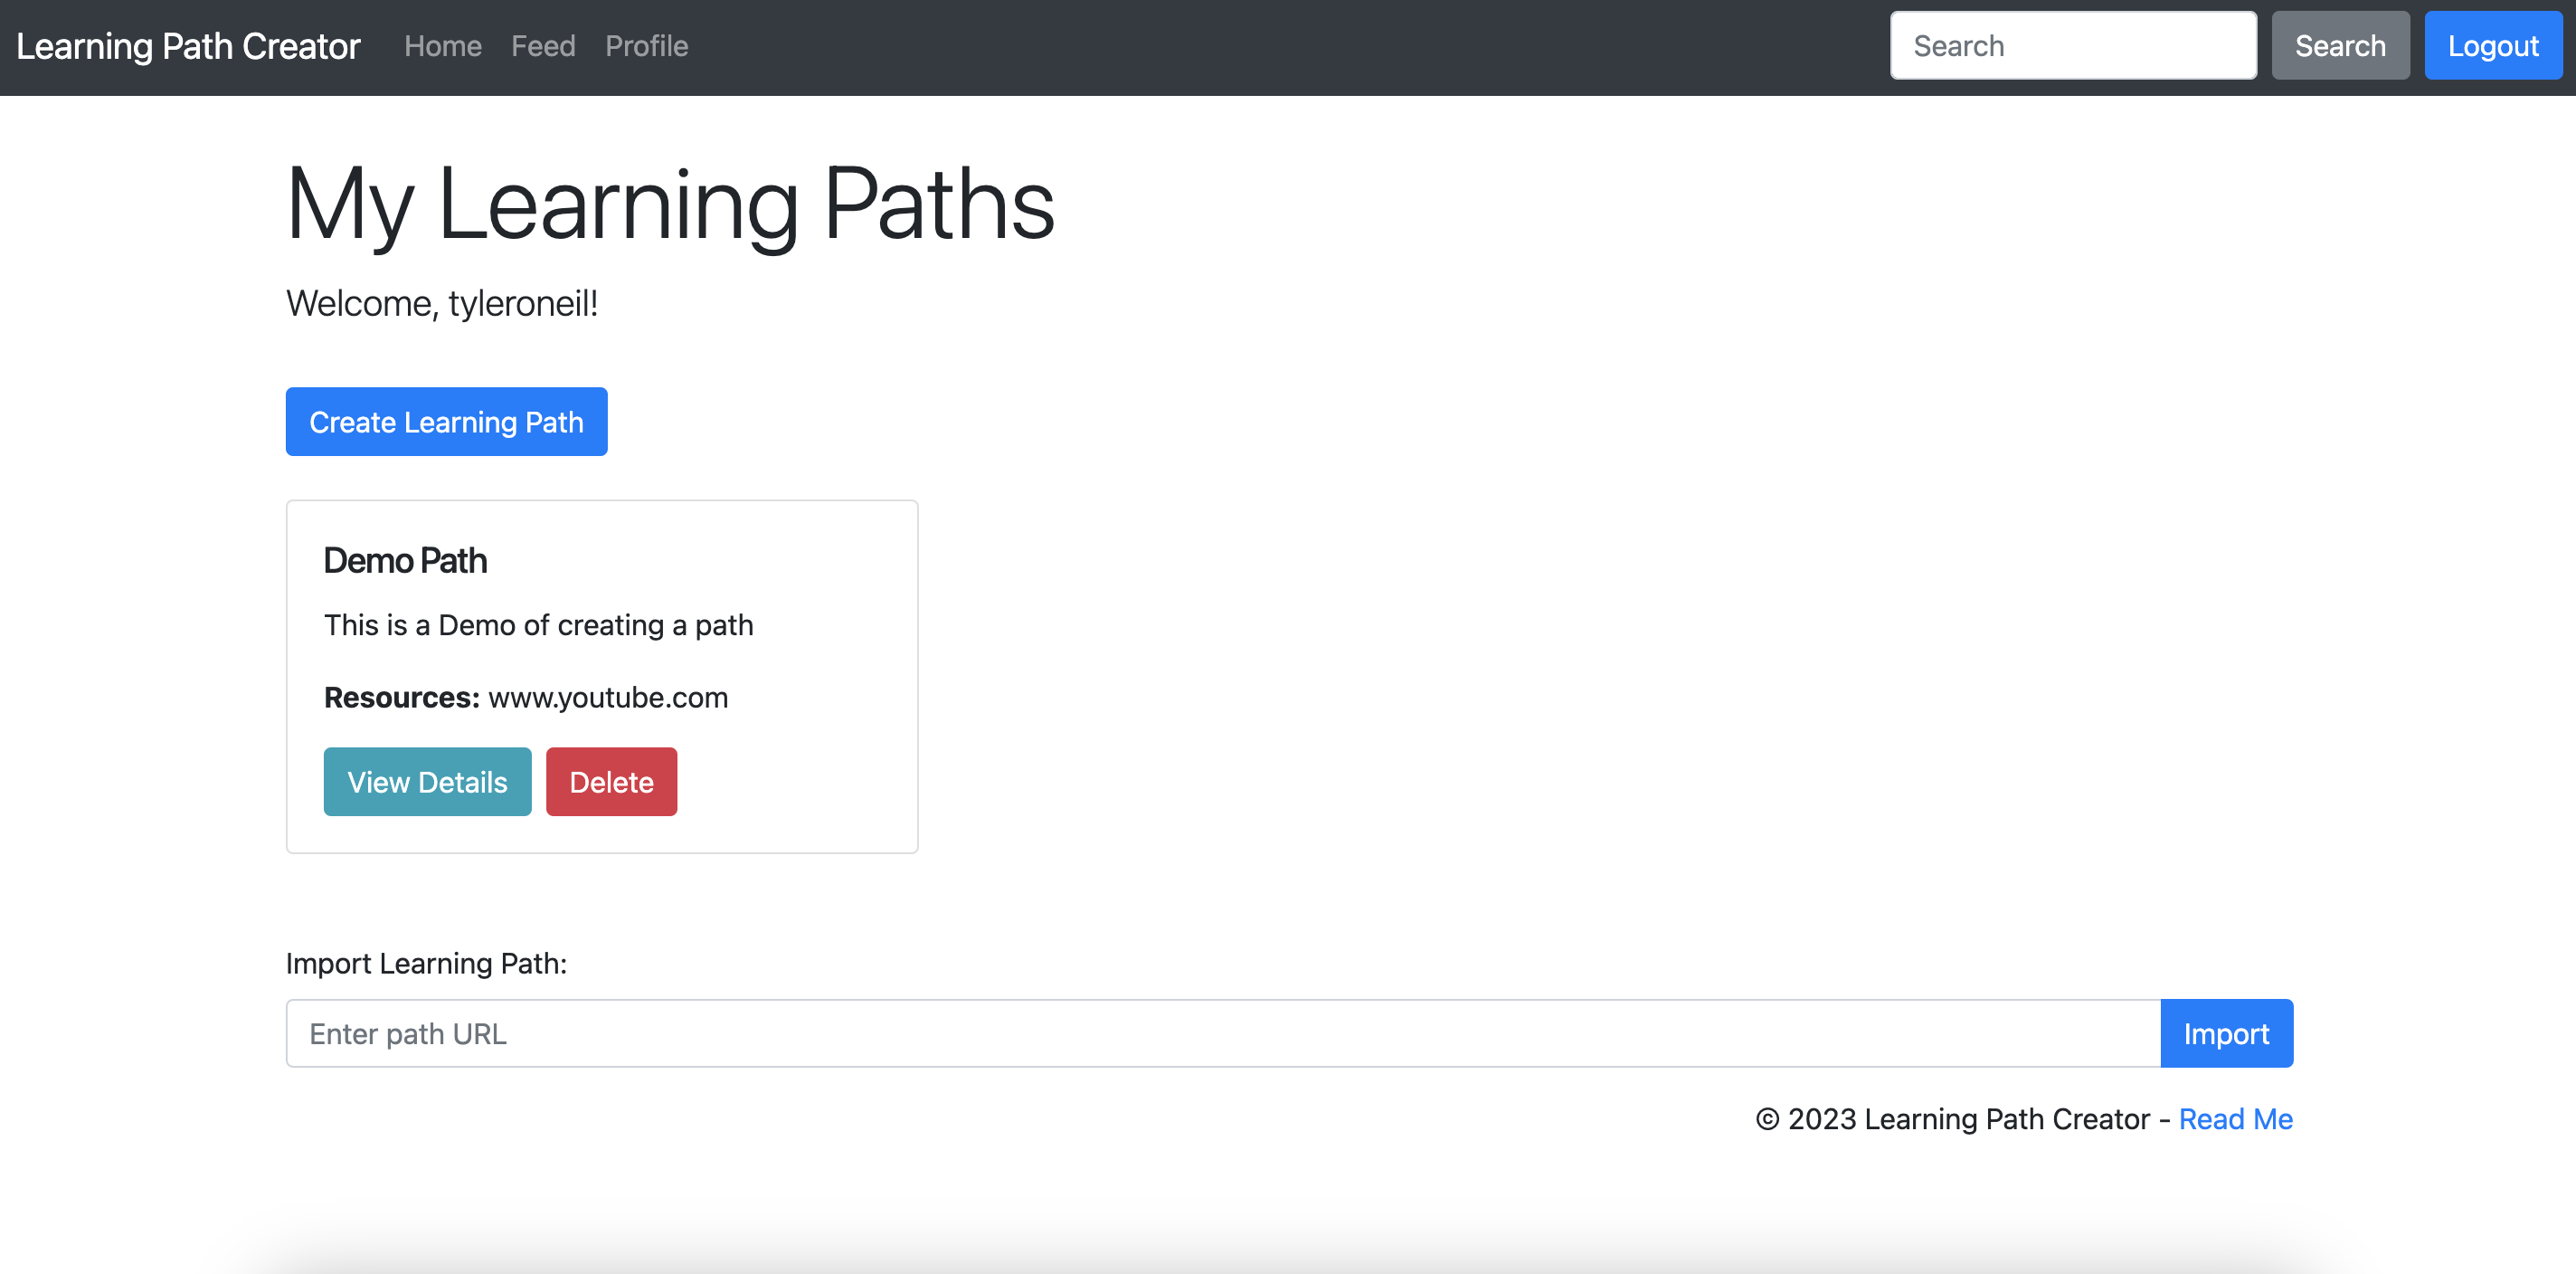 Learning Path Creator Home Feed Profile Search Search Logout
My Learning Paths
Welcome, tyleroneil!
Create Learning Path
Demo Path
This is a Demo of creating a path
Resources: www.youtube.com
View Details Delete
Import Learning Path:
Enter path URL Import
© 2023 Learning Path Creator - Read Me